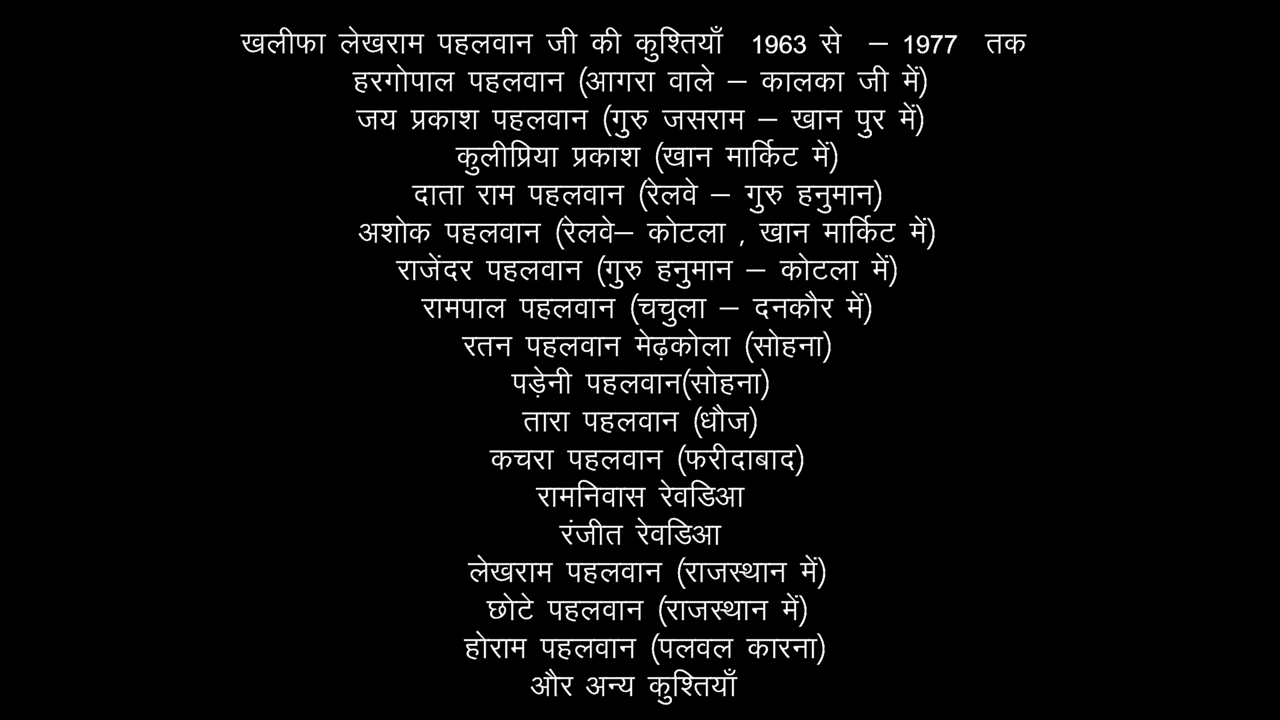 खलीफा लेखराम पहलवान जी की कुश्तियाँ 1963 से – 1977 तक
हरगोपाल पहलवान (आगरा वाले – कालका जी में)
जय प्रकाश पहलवान (गुरु जसराम – खान पुर में)
कुलीप्रिया प्रकाश (खान मार्किट में)
दाता राम पहलवान (रेलवे – गुरु हनुमान)
अशोक पहलवान (रेलवे– कोटला , खान मार्किट में)
राजेंदर पहलवान (गुरु हनुमान – कोटला में)
रामपाल पहलवान (चचुला – दनकौर में)
रतन पहलवान मेढ़कोला (सोहना)
पड़ेनी पहलवान(सोहना)
तारा पहलवान (धौज)
कचरा पहलवान (फरीदाबाद)
रामनिवास रेवडिआ
रंजीत रेवडिआ
लेखराम पहलवान (राजस्थान में)
छोटे पहलवान (राजस्थान में)
होराम पहलवान (पलवल कारना)
और अन्य कुश्तियाँ